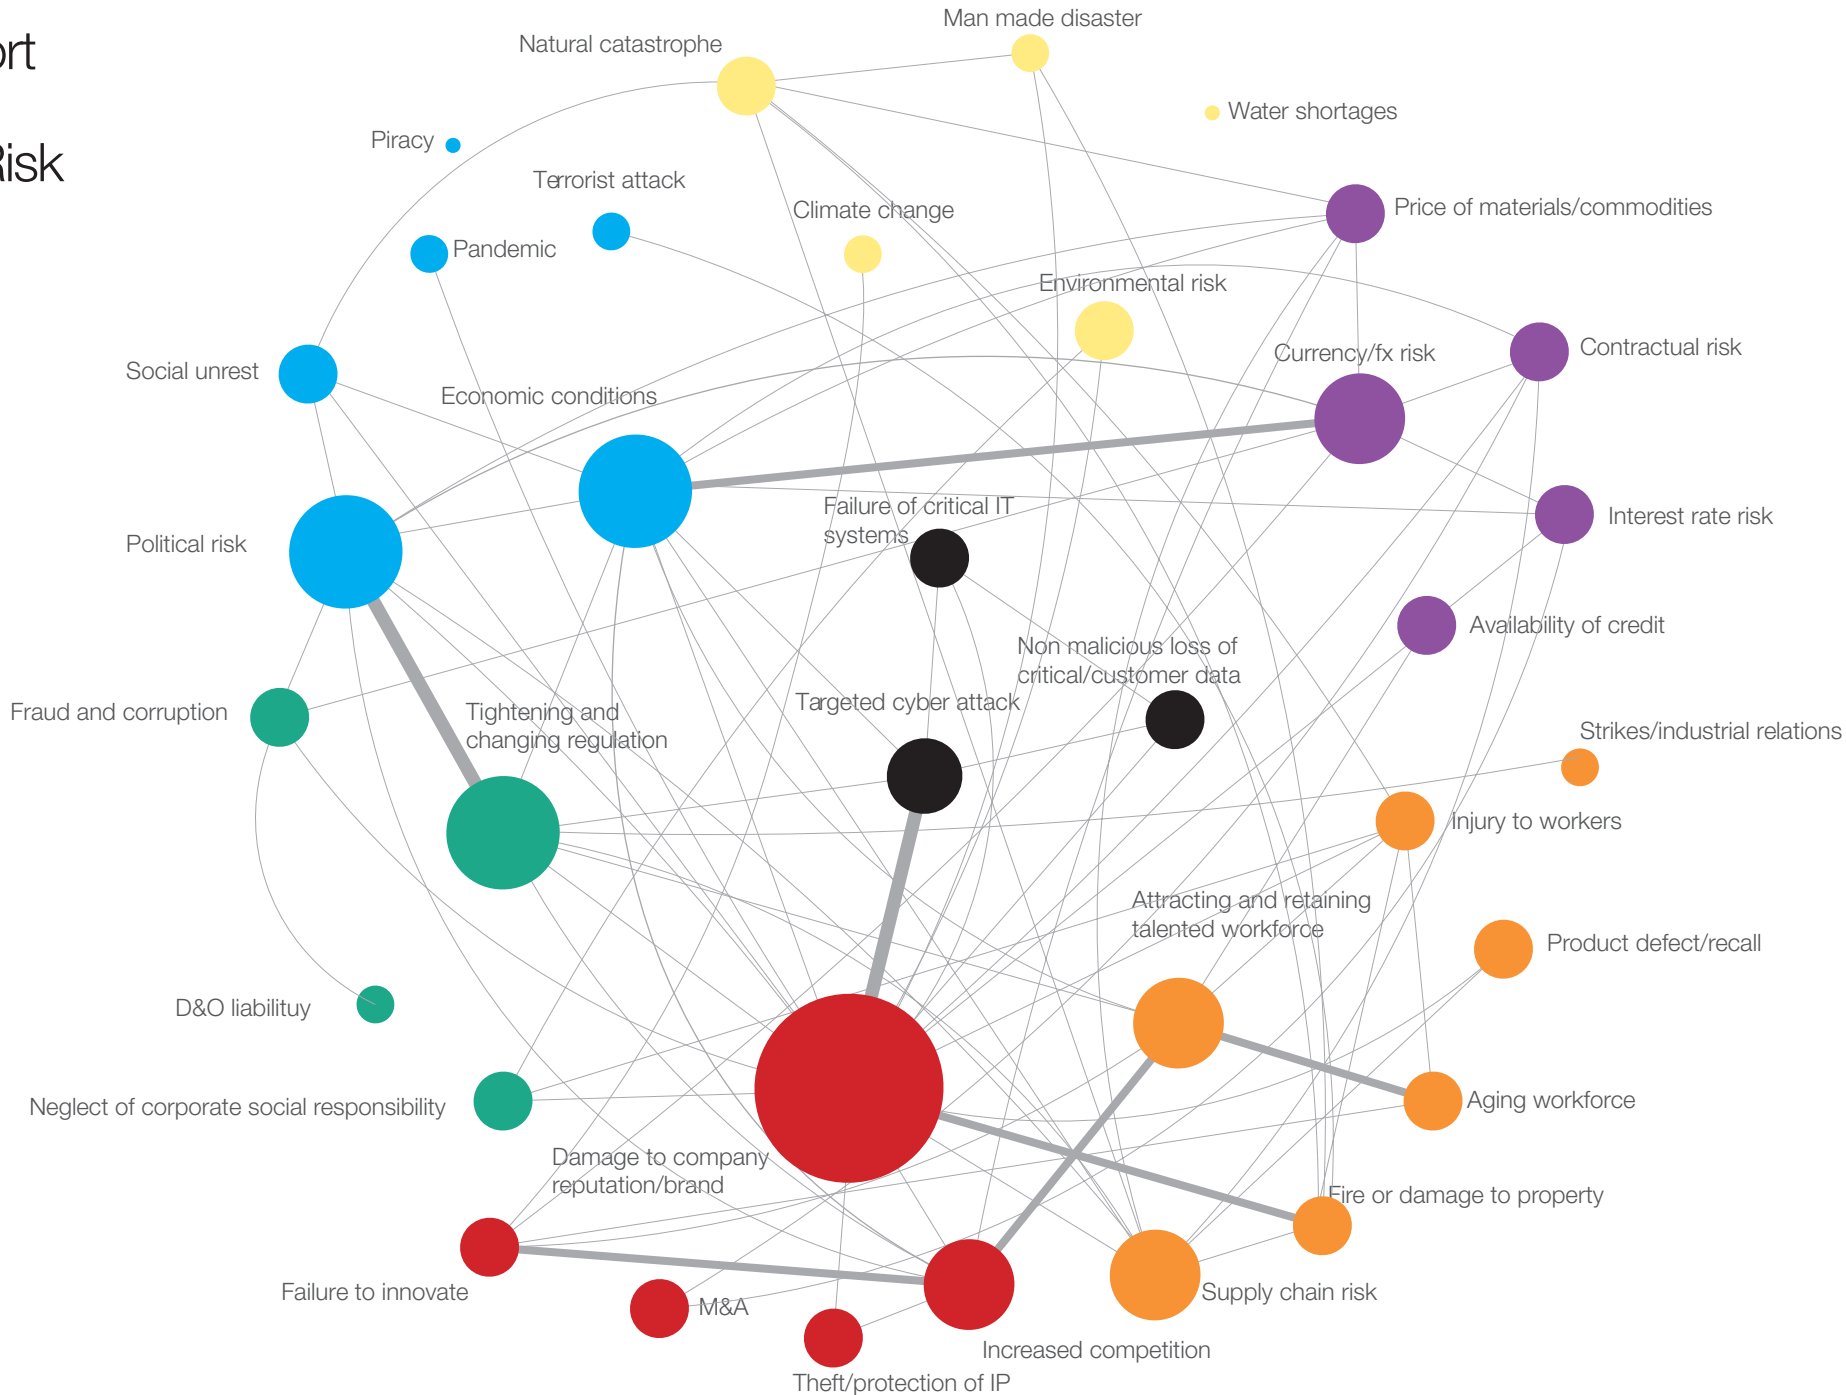 ort
Risk
Man made disaster
Natural catastrophe
Water shortages
Piracy
Terrorist attack
Climate change
Price of materials/commodities
Pandemic
Environmental risk
Currency/fx risk
Contractual risk
Social unrest
Economic conditions
Failure of critical IT
systems
Interest rate risk
Political risk
Availability of credit
Non malicious loss of
critical/customer data
Targeted cyber attack
Fraud and corruption
Tightening and
changing regulation
Strikes/industrial relations
Injury to workers
Attracting and retaining
talented workforce
Product defect/recall
D&O liabilituy
Neglect of corporate social responsibility
Aging workforce
Damage to company
reputation/brand
Fire or damage to property
Failure to innovate
M&A
Supply chain risk
Increased competition
Theft/protection of IP